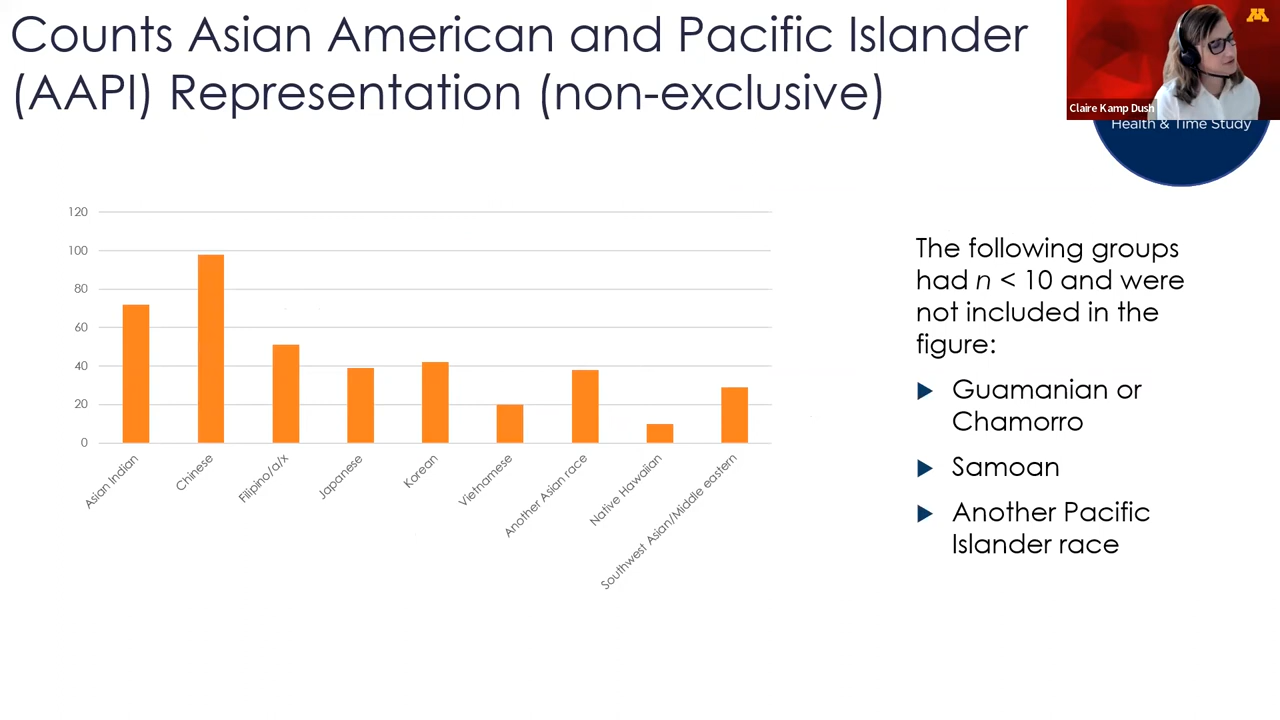 Counts Asian American and Pacific Islander
(AAPI) Representation (non-exclusive)
Claire Kamp Dush
Health & Time Study
120
100
80
60
40
20
0
Asian Indian
Chinese
Filipino/a/x
Japanese
Korean
Vietnamese
Another Asian race
Native Hawaiian
Southwest Asian/Middle eastern
The following groups
had n < 10 and were
not included in the
figure:
Guamanian or
Chamorro
Samoan
Another Pacific
Islander race